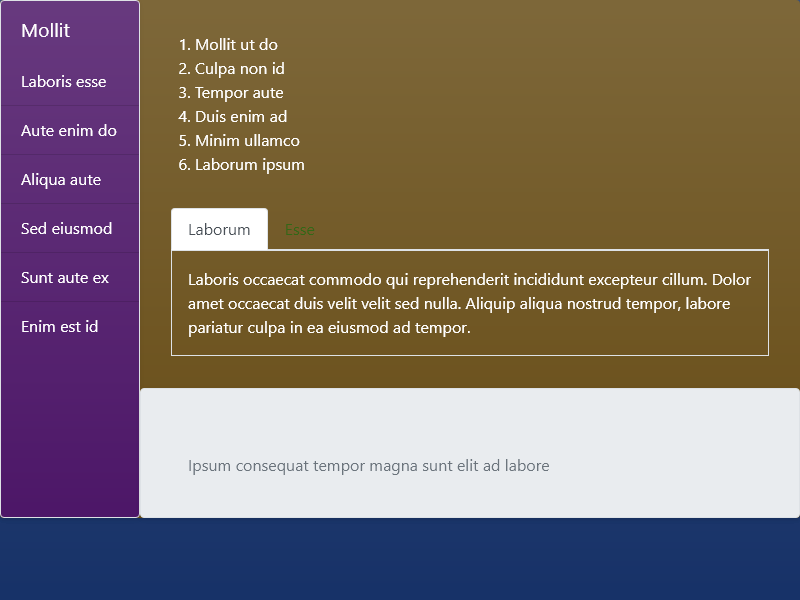 Mollit
Laboris esse
Aute enim do
Aliqua aute
Sed eiusmod
Sunt aute ex
Enim est id
1. Mollit ut do
2. Culpa non id
3. Tempor aute
4. Duis enim ad
5. Minim ullamco
6. Laborum ipsum
Laborum Esse
Laboris occaecat commodo qui reprehenderit incididunt excepteur cillum. Dolor
amet occaecat duis velit velit sed nulla. Aliquip aliqua nostrud tempor, labore
pariatur culpa in ea eiusmod ad tempor.
Ipsum consequat tempor magna sunt elit ad labore